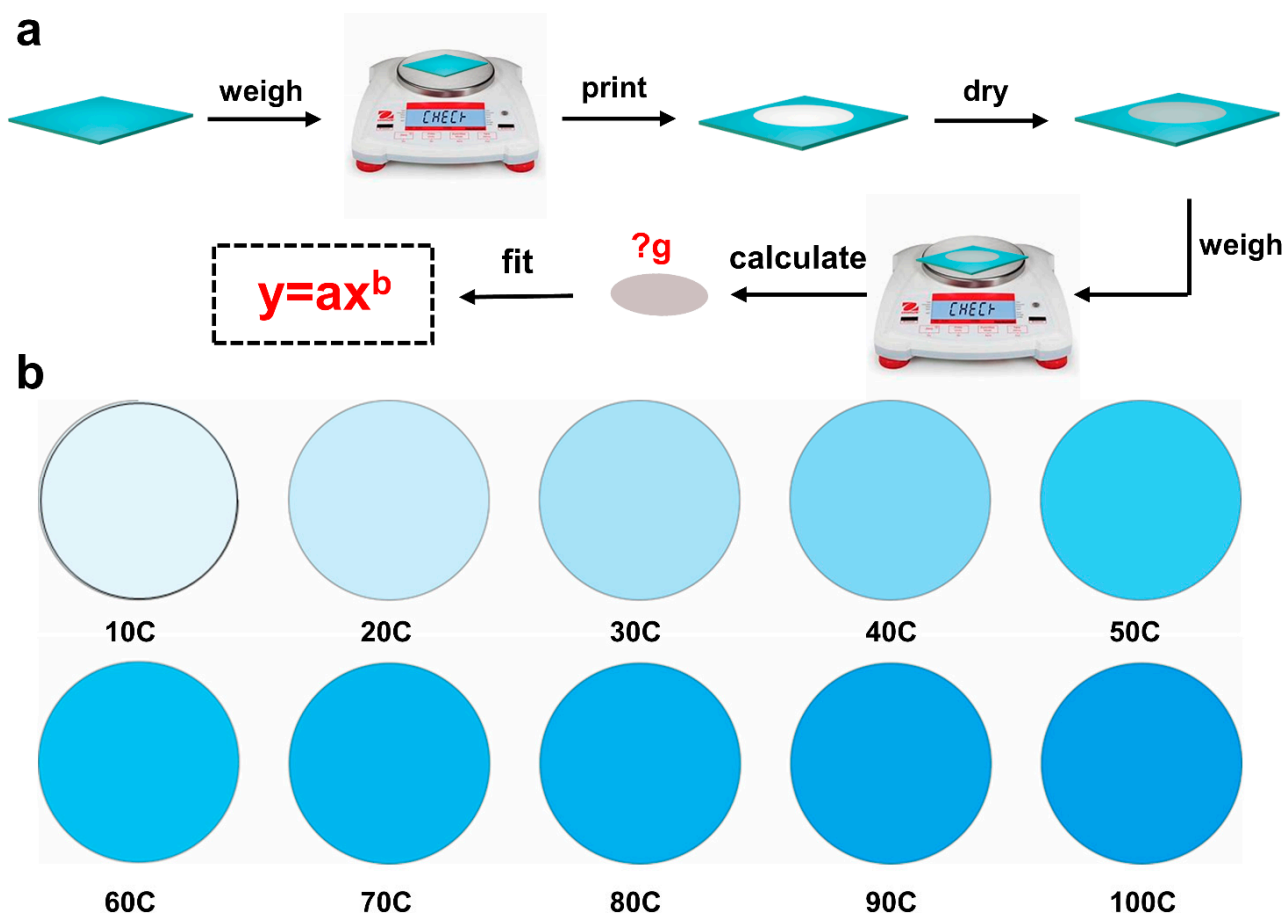 a
weigh
print
dry
CHECK
weigh
CHECK
calculate
?g
fit
y=ax^b
b
10C
20C
30C
40C
50C
60C
70C
80C
90C
100C